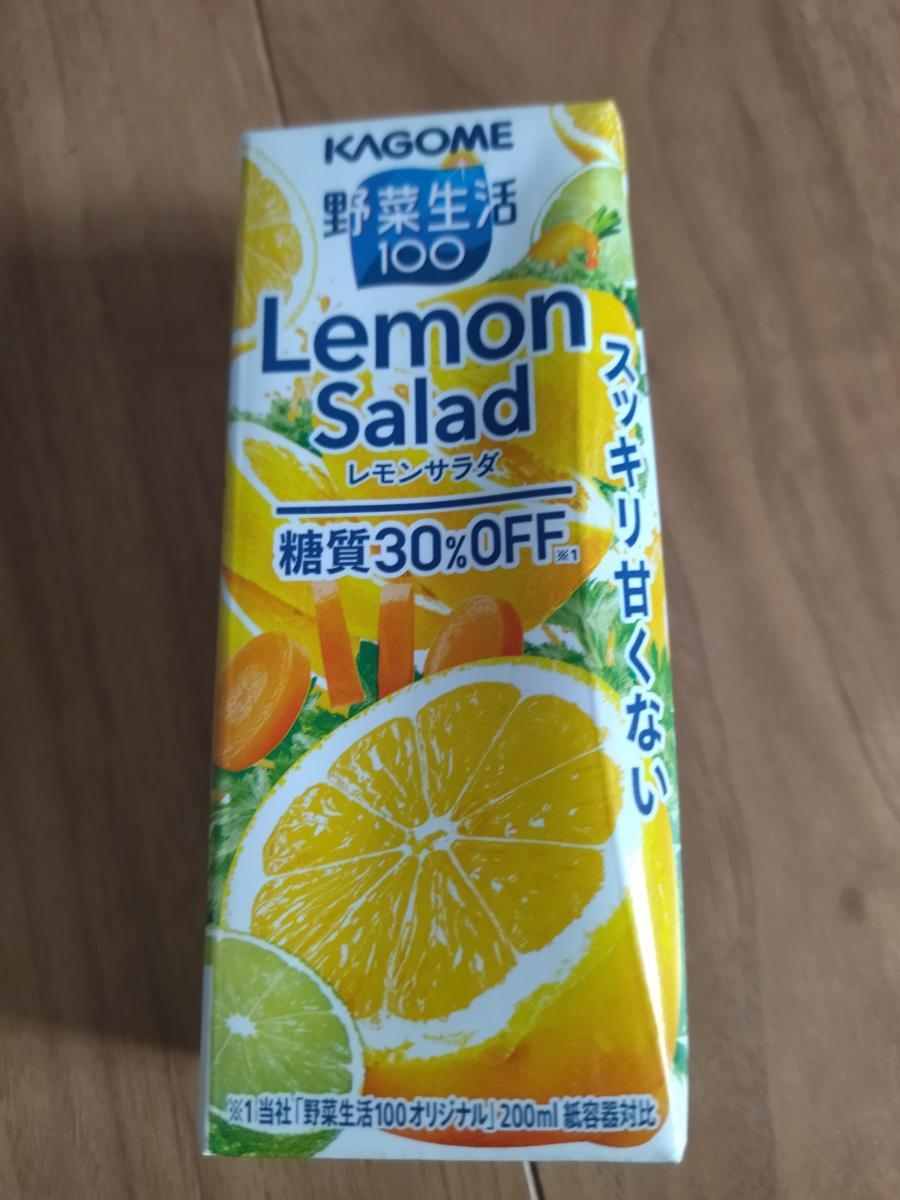 KAGOME
野菜生活
100
Lemon
Salad
レモンサラダ
糖質30%OFF※1
スッキリ 甘くない
※1 当社「野菜生活100オリジナル」200ml 紙容器対比